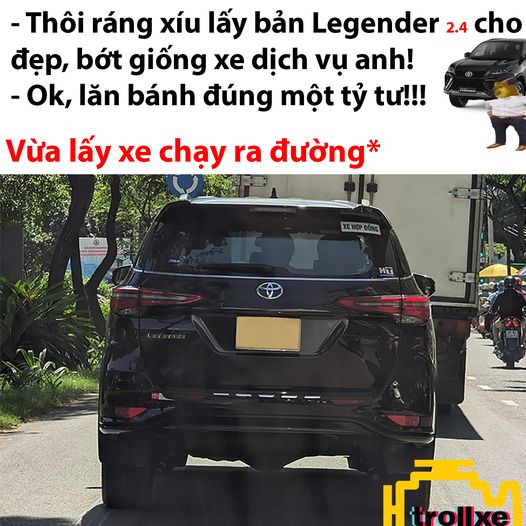 - Thôi ráng xíu lấy bản Legender 2.4 cho
đẹp, bớt giống xe dịch vụ anh!
- Ok, lăn bánh đúng một tỷ tư!!!
Vừa lấy xe chạy ra đường*
XE HỢP ĐỒNG
LEGENDER
trollxe